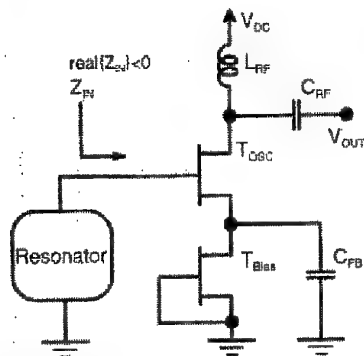 V_DC
L_RF
real{Z_IN}<0
Z_IN
C_RF
V_OUT
T_OSC
Resonator
T_Bias
C_FB